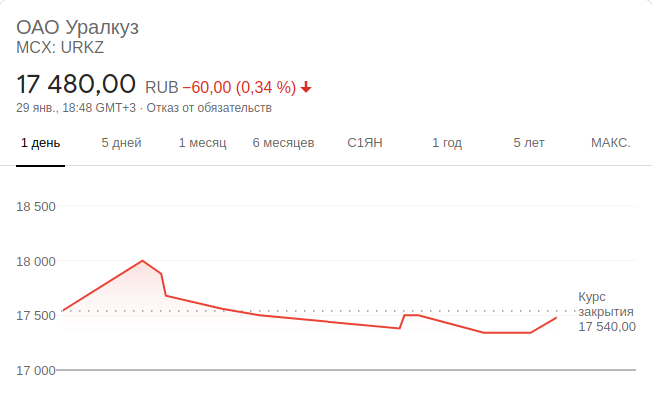 ОАО Уралкуз
MCX: URKZ
17 480,00 RUB −60,00 (0,34 %)
29 янв., 18:48 GMT+3 · Отказ от обязательств
1 день 5 дней 1 месяц 6 месяцев С1ЯН 1 год 5 лет МАКС.
18 500
18 000
17 500
17 000
Курс
закрытия
17 540,00